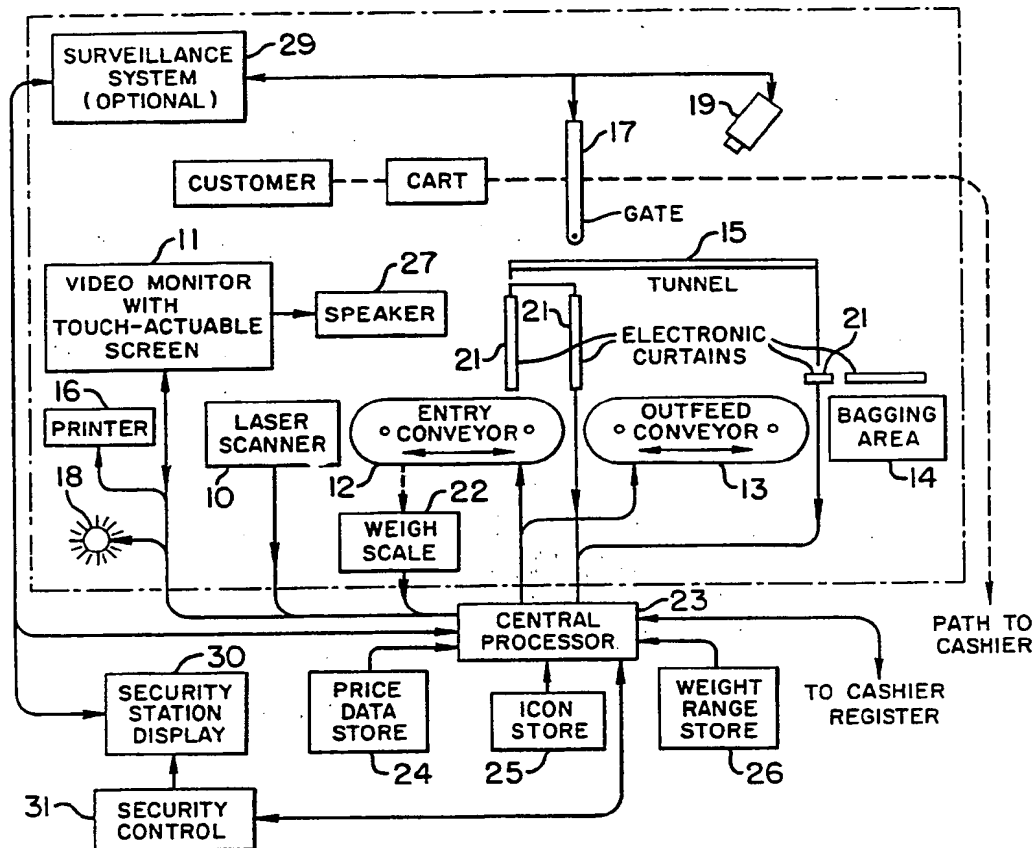 SURVEILLANCE
SYSTEM
(OPTIONAL)
29
19
17
CUSTOMER
CART
GATE
11
VIDEO MONITOR
WITH
TOUCH-ACTUABLE
SCREEN
27
SPEAKER
15
TUNNEL
21
21
ELECTRONIC
CURTAINS
21
16
PRINTER
LASER
SCANNER
10
ENTRY
CONVEYOR
12
OUTFEED
CONVEYOR
13
BAGGING
AREA
14
18
22
WEIGH
SCALE
23
CENTRAL
PROCESSOR.
PATH TO
CASHIER
30
SECURITY
STATION
DISPLAY
PRICE
DATA
STORE
24
ICON
STORE
25
WEIGHT
RANGE
STORE
26
TO CASHIER
REGISTER
31
SECURITY
CONTROL